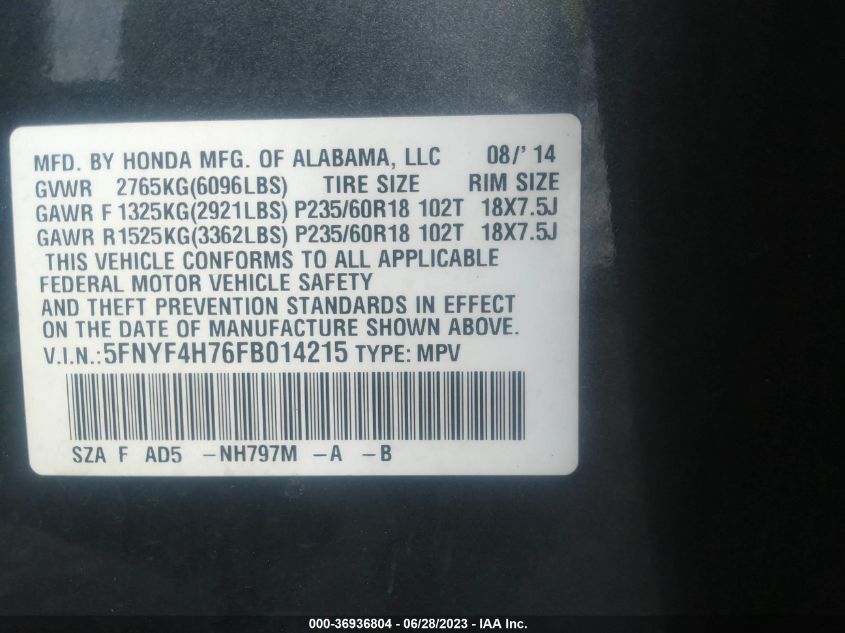 MFD. BY HONDA MFG. OF ALABAMA, LLC 08/' 14
GVWR 2765KG(6096LBS) TIRE SIZE RIM SIZE
GAWR F 1325KG(2921LBS) P235/60R18 102T 18X7.5J
GAWR R 1525KG(3362LBS) P235/60R18 102T 18X7.5J
THIS VEHICLE CONFORMS TO ALL APPLICABLE
FEDERAL MOTOR VEHICLE SAFETY
AND THEFT PREVENTION STANDARDS IN EFFECT
ON THE DATE OF MANUFACTURE SHOWN ABOVE.
V.I.N.:5FNYF4H76FB014215 TYPE: MPV
SZA F AD5 -NH797M -A -B
000-36936804 - 06/28/2023 - IAA Inc.